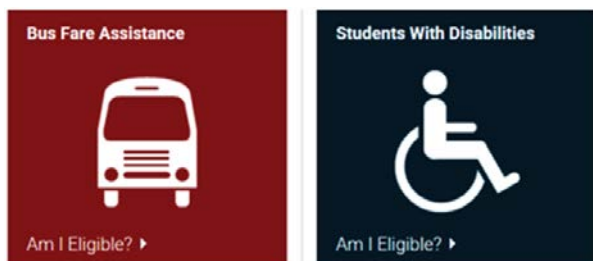 Bus Fare Assistance
Am I Eligible?
Students With Disabilities
Am I Eligible?